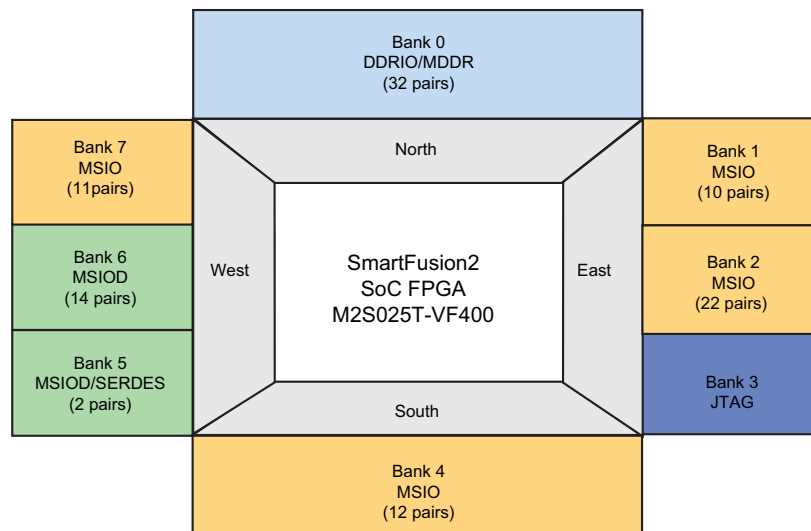 Bank 0
DDRIO/MDDR
(32 pairs)
Bank 7
MSIO
(11pairs)
North
Bank 1
MSIO
(10 pairs)
Bank 6
MSIOD
(14 pairs)
West
SmartFusion2
SoC FPGA
M2S025T-VF400
East
Bank 2
MSIO
(22 pairs)
Bank 5
MSIOD/SERDES
(2 pairs)
Bank 3
JTAG
South
Bank 4
MSIO
(12 pairs)